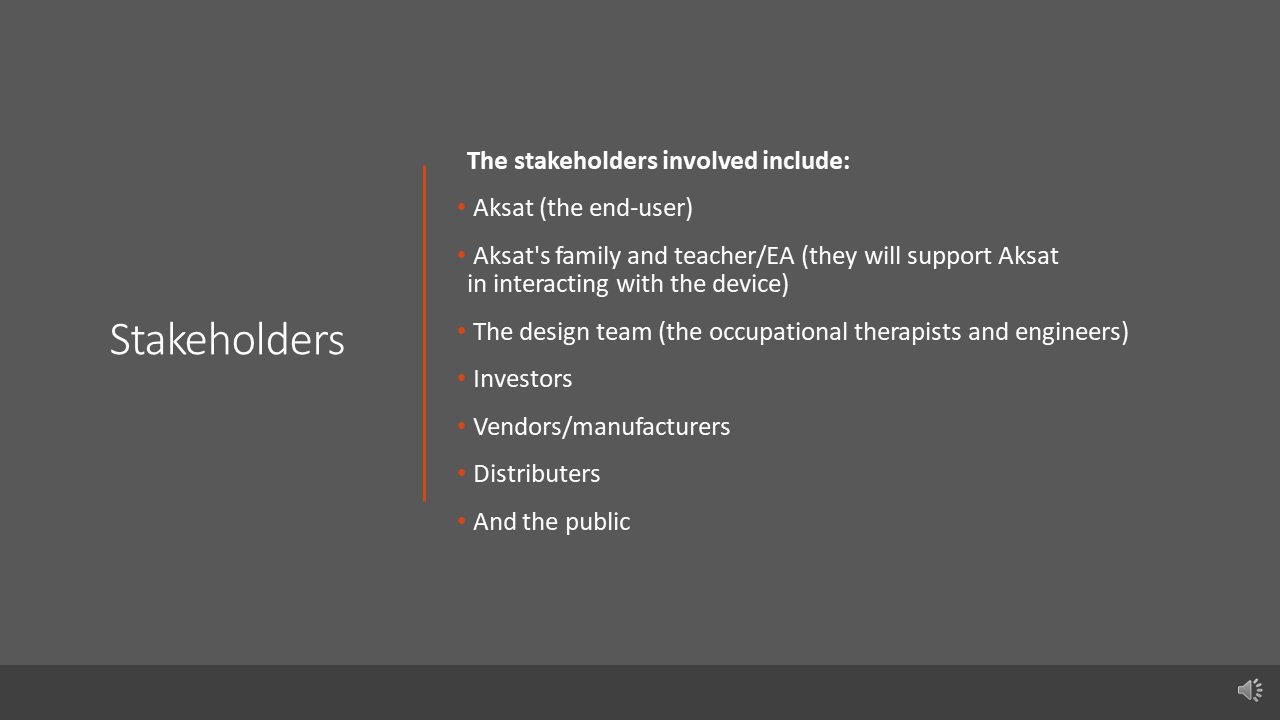 Stakeholders
The stakeholders involved include:
• Aksat (the end-user)
• Aksat's family and teacher/EA (they will support Aksat
in interacting with the device)
• The design team (the occupational therapists and engineers)
• Investors
• Vendors/manufacturers
• Distributers
• And the public